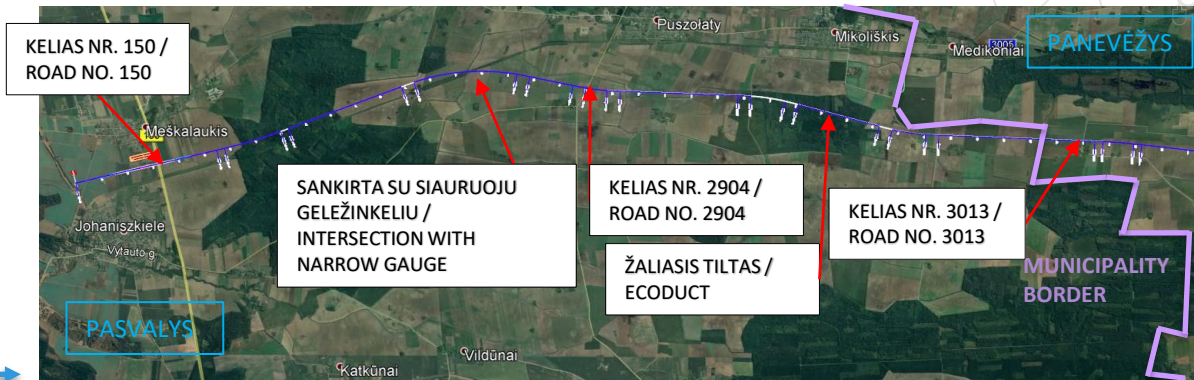 Puszołaty
Mikoliškis
Medikoniai
3005
PANEVĖŽYS
KELIAS NR. 150 /
ROAD NO. 150
Meškalaukis
SANKIRTA SU SIAURUOJU
GELEŽINKELIU /
INTERSECTION WITH
NARROW GAUGE
KELIAS NR. 2904 /
ROAD NO. 2904
KELIAS NR. 3013 /
ROAD NO. 3013
ŽALIASIS TILTAS /
ECODUCT
Johaniszkiele
Vytauto g.
MUNICIPALITY
BORDER
PASVALYS
Vildūnai
Katkūnai